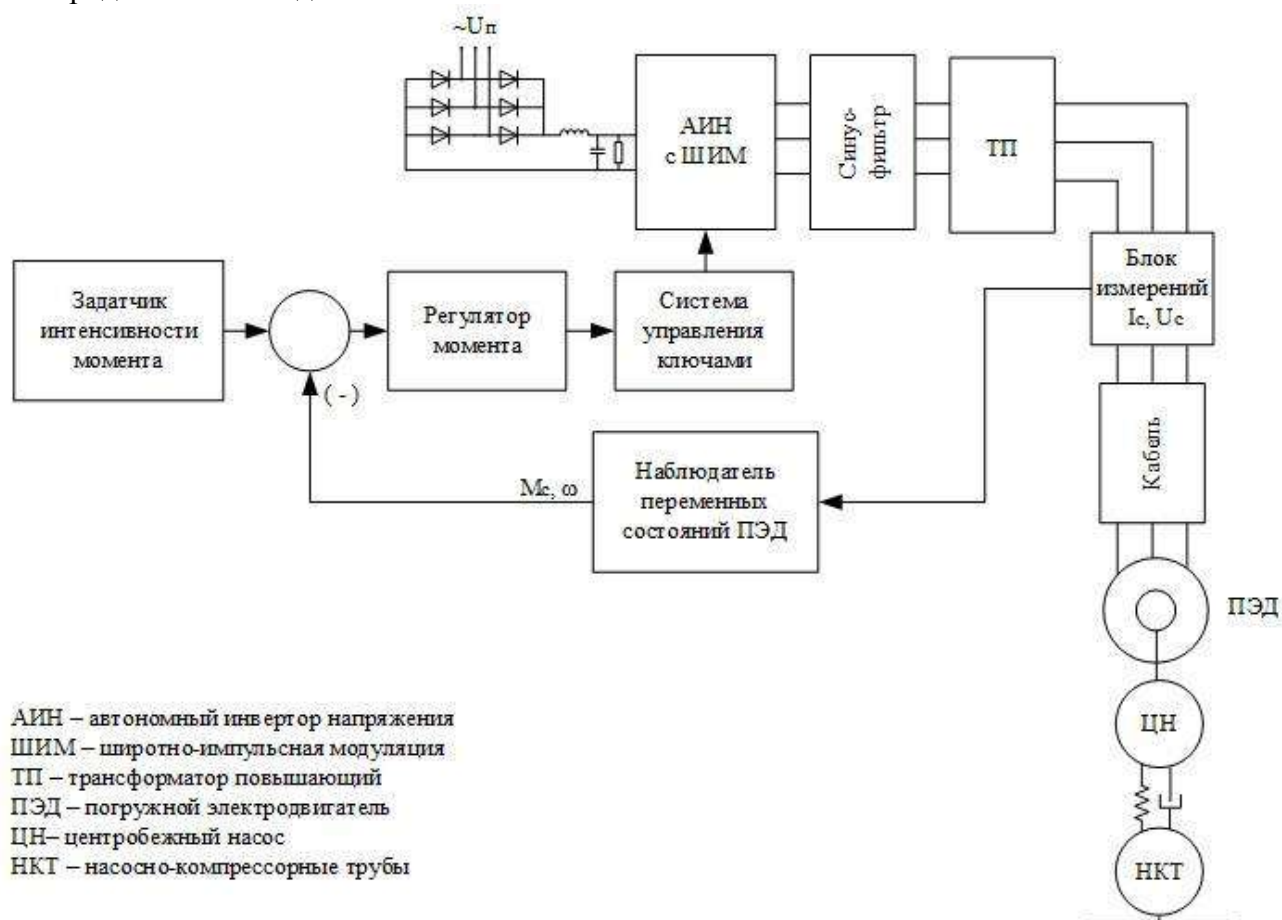 ~Uп
АИН
с ШИМ
Синус-
фильтр
ТП
Блок
измерений
Iс, Uс
Задатчик
интенсивности
момента
Регулятор
момента
Система
управления
ключами
( - )
Кабель
Наблюдатель
переменных
состояний ПЭД
Мс, ω
ПЭД
ЦН
НКТ
АИН – автономный инвертор напряжения
ШИМ – широтно-импульсная модуляция
ТП – трансформатор повышающий
ПЭД – погружной электродвигатель
ЦН– центробежный насос
НКТ – насосно-компрессорные трубы